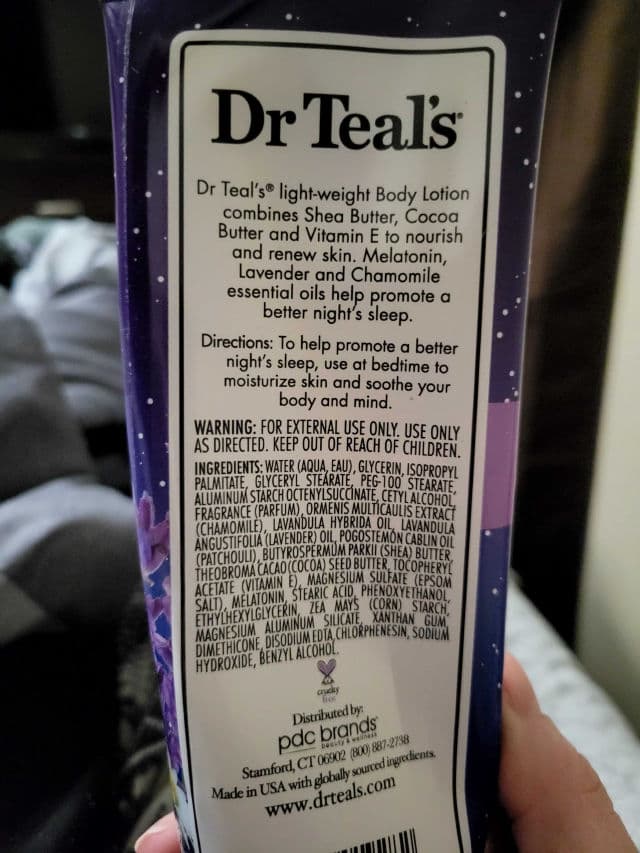 Dr Teal's®
Dr Teal's® light-weight Body Lotion
combines Shea Butter, Cocoa
Butter and Vitamin E to nourish
and renew skin. Melatonin,
Lavender and Chamomile
essential oils help promote a
better night's sleep.
Directions: To help promote a better
night's sleep, use at bedtime to
moisturize skin and soothe your
body and mind.
WARNING: FOR EXTERNAL USE ONLY. USE ONLY
AS DIRECTED. KEEP OUT OF REACH OF CHILDREN.
INGREDIENTS: WATER (AQUA, EAU), GLYCERIN, ISOPROPYL
PALMITATE, GLYCERYL STEARATE, PEG-100 STEARATE,
ALUMINUM STARCH OCTENYLSUCCINATE, CETYL ALCOHOL,
FRAGRANCE (PARFUM), ORMENIS MULTICAULIS EXTRACT
(CHAMOMILE), LAVANDULA HYBRIDA OIL, LAVANDULA
ANGUSTIFOLIA (LAVENDER) OIL, POGOSTEMON CABLIN OIL
(PATCHOULI), BUTYROSPERMUM PARKII (SHEA) BUTTER,
THEOBROMA CACAO (COCOA) SEED BUTTER, TOCOPHERYL
ACETATE (VITAMIN E), MAGNESIUM SULFATE (EPSOM
SALT), MELATONIN, STEARIC ACID, PHENOXYETHANOL,
ETHYLHEXYLGLYCERIN, ZEA MAYS (CORN) STARCH,
MAGNESIUM ALUMINUM SILICATE, XANTHAN GUM,
DIMETHICONE, DISODIUM EDTA, CHLORPHENESIN, SODIUM
HYDROXIDE, BENZYL ALCOHOL.
cruelty
free
Distributed by:
pdc brands
beauty & wellness
Stamford, CT 06902 (800) 887-2738
Made in USA with globally sourced ingredients.
www.drteals.com